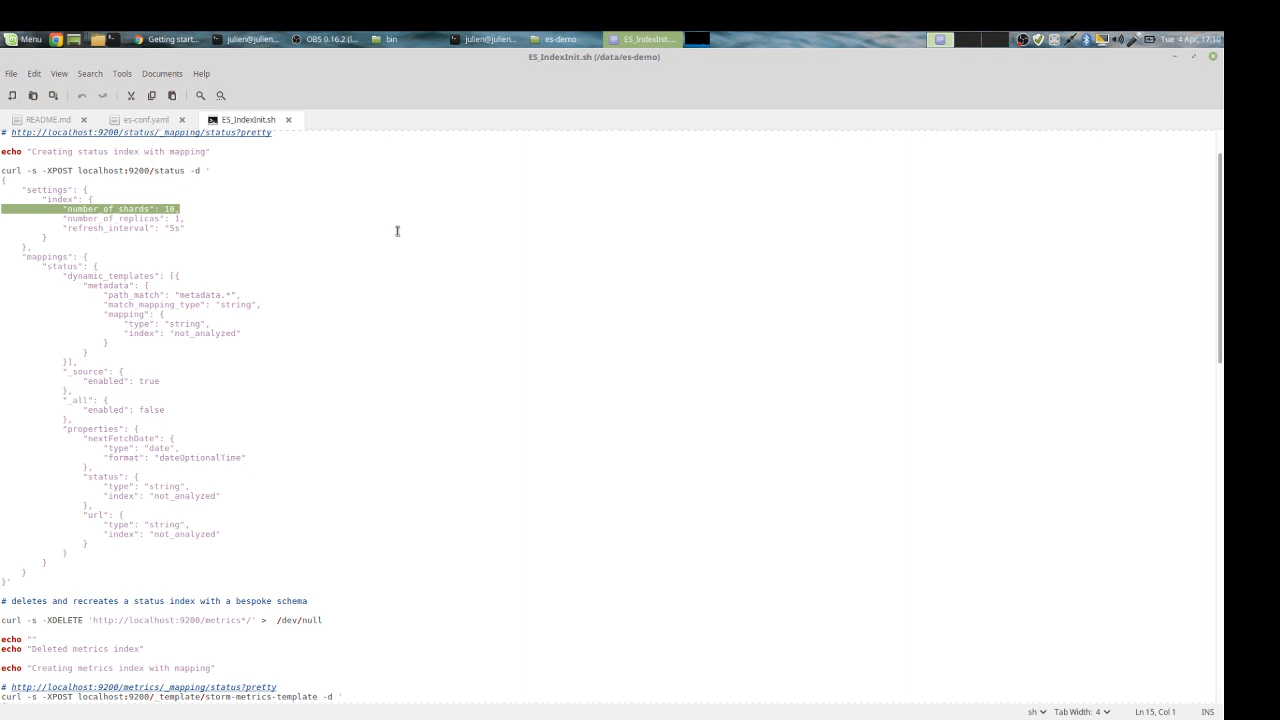 Menu Getting start... julien@julien... OBS 0.16.2 (l... bin julien@julien... es-demo ES_IndexInit.... Tue 4 Apr, 17:10
ES_IndexInit.sh (/data/es-demo)
File Edit View Search Tools Documents Help
README.md es-conf.yaml ES_IndexInit.sh
# http://localhost:9200/status/_mapping/status?pretty
echo "Creating status index with mapping"
curl -s -XPOST localhost:9200/status -d '
{
"settings": {
"index": {
"number_of_shards": 10,
"number_of_replicas": 1,
"refresh_interval": "5s"
}
},
"mappings": {
"status": {
"dynamic_templates": [{
"metadata": {
"path_match": "metadata.*",
"match_mapping_type": "string",
"mapping": {
"type": "string",
"index": "not_analyzed"
}
}
}],
"_source": {
"enabled": true
},
"_all": {
"enabled": false
},
"properties": {
"nextFetchDate": {
"type": "date",
"format": "dateOptionalTime"
},
"status": {
"type": "string",
"index": "not_analyzed"
},
"url": {
"type": "string",
"index": "not_analyzed"
}
}
}
}
}'
# deletes and recreates a status index with a bespoke schema
curl -s -XDELETE 'http://localhost:9200/metrics*/' > /dev/null
echo ""
echo "Deleted metrics index"
echo "Creating metrics index with mapping"
# http://localhost:9200/metrics/_mapping/status?pretty
curl -s -XPOST localhost:9200/_template/storm-metrics-template -d '
sh Tab Width: 4 Ln 15, Col 1 INS